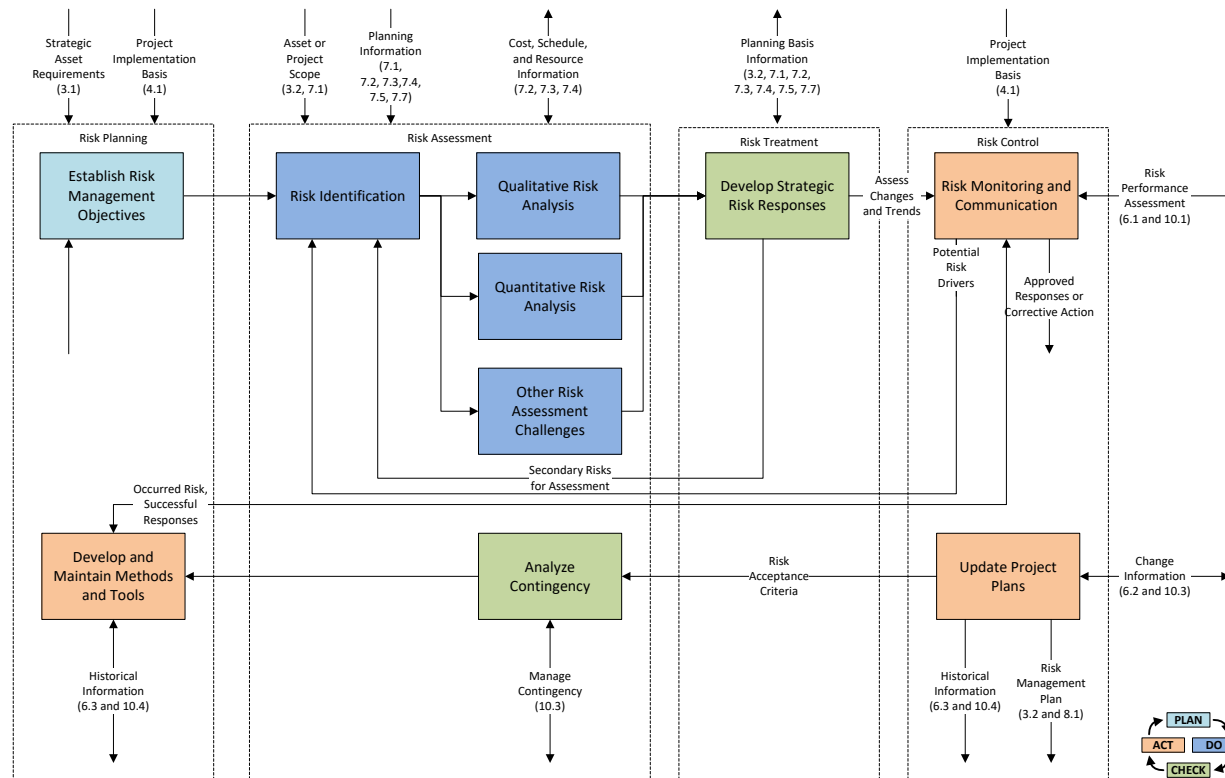 Strategic
Asset
Requirements
(3.1)
Project
Implementation
Basis
(4.1)
Asset or
Project
Scope
(3.2, 7.1)
Planning
Information
(7.1,
7.2, 7.3,7.4,
7.5, 7.7)
Cost, Schedule,
and Resource
Information
(7.2, 7.3, 7.4)
Planning Basis
Information
(3.2, 7.1, 7.2,
7.3, 7.4, 7.5, 7.7)
Project
Implementation
Basis
(4.1)
Risk Planning
Risk Assessment
Risk Treatment
Risk Control
Establish Risk
Management
Objectives
Risk Identification
Qualitative Risk
Analysis
Develop Strategic
Risk Responses
Assess
Changes
and Trends
Risk Monitoring and
Communication
Risk
Performance
Assessment
(6.1 and 10.1)
Potential
Risk
Drivers
Approved
Responses or
Corrective Action
Quantitative Risk
Analysis
Other Risk
Assessment
Challenges
Secondary Risks
for Assessment
Occurred Risk,
Successful
Responses
Develop and
Maintain Methods
and Tools
Analyze
Contingency
Risk
Acceptance
Criteria
Update Project
Plans
Change
Information
(6.2 and 10.3)
Historical
Information
(6.3 and 10.4)
Manage
Contingency
(10.3)
Historical
Information
(6.3 and 10.4)
Risk
Management
Plan
(3.2 and 8.1)
PLAN
ACT
DO
CHECK